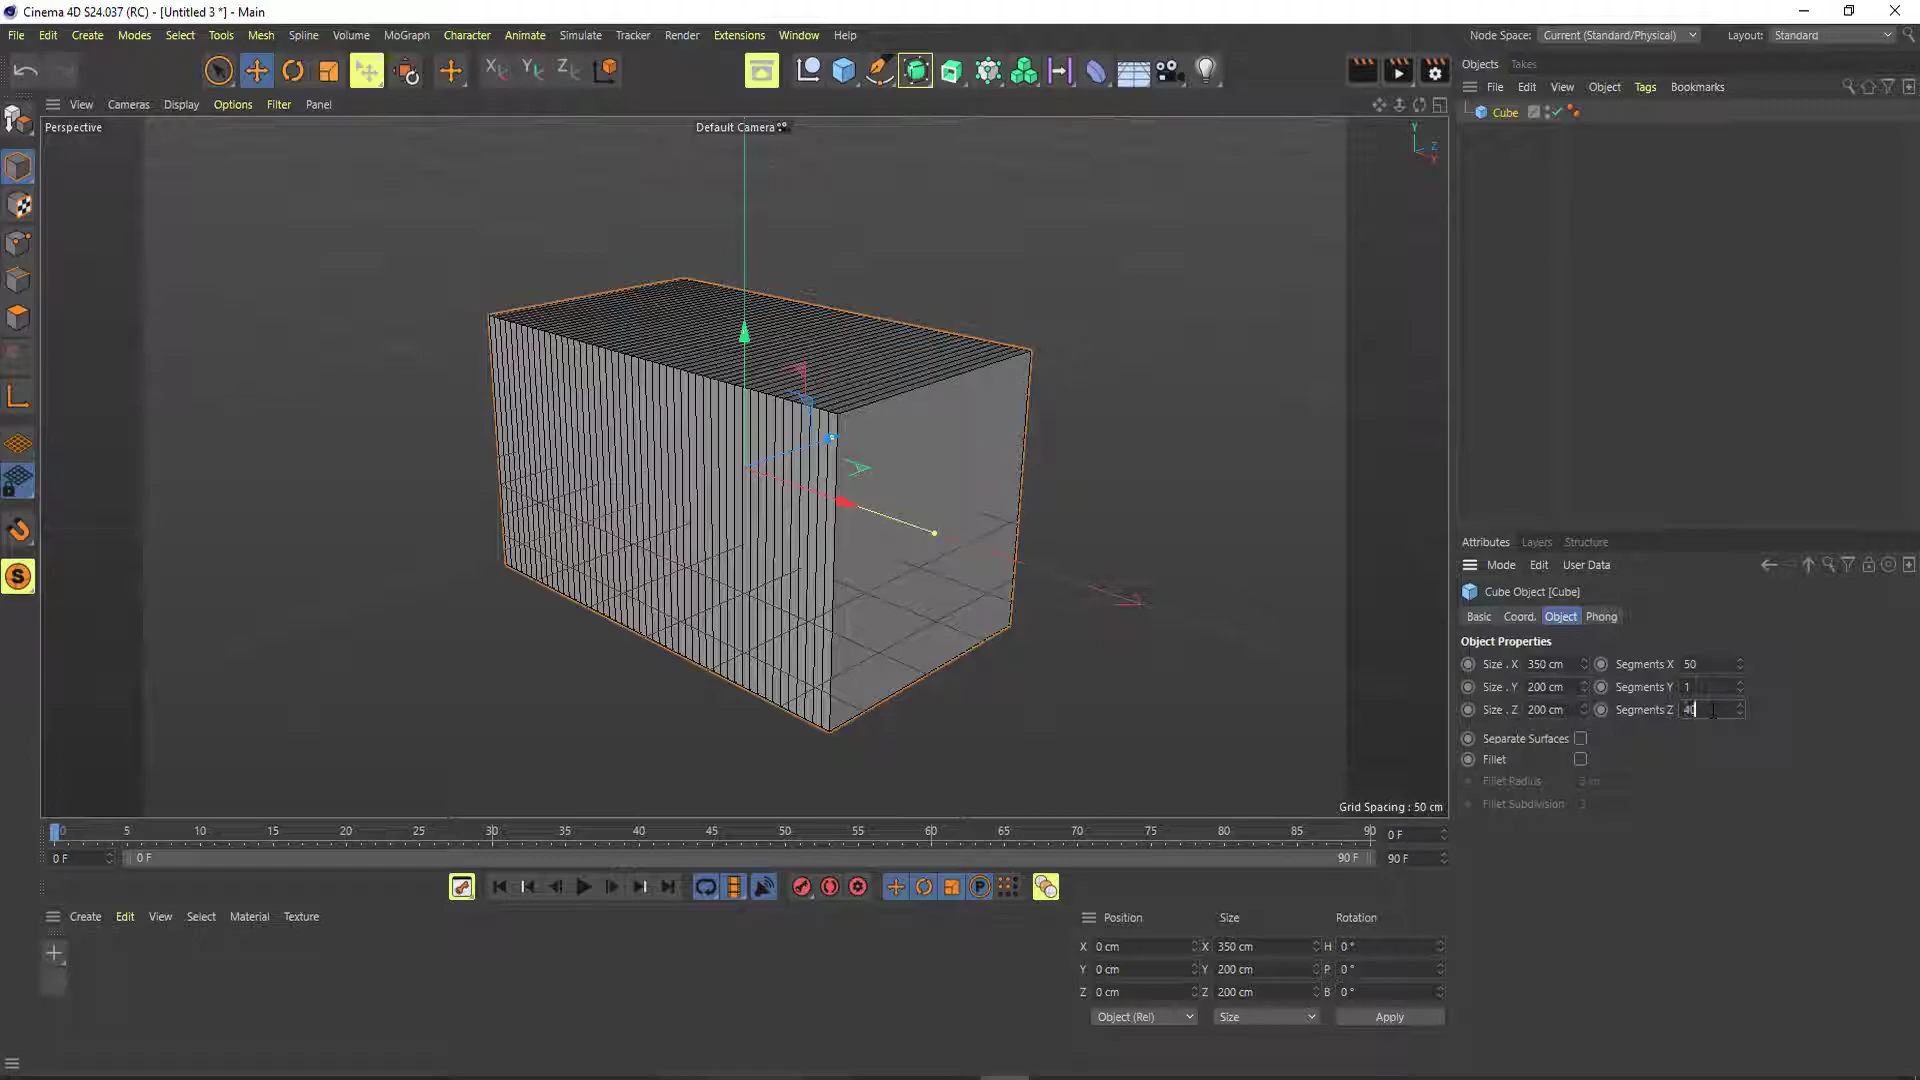 Cinema 4D S24.037 (RC) - [Untitled 3 *] - Main
File Edit Create Modes Select Tools Mesh Spline Volume MoGraph Character Animate Simulate Tracker Render Extensions Window Help
Node Space: Current (Standard/Physical) Layout: Standard
Objects Takes
File Edit View Object Tags Bookmarks
Cube
View Cameras Display Options Filter Panel
Perspective
Default Camera
Y
Z
X
Grid Spacing : 50 cm
Attributes Layers Structure
Mode Edit User Data
Cube Object [Cube]
Basic Coord. Object Phong
Object Properties
Size . X 350 cm Segments X 50
Size . Y 200 cm Segments Y 1
Size . Z 200 cm Segments Z 40
Separate Surfaces
Fillet
Fillet Radius
Fillet Subdivision 3
0 5 10 15 20 25 30 35 40 45 50 55 60 65 70 75 80 85 90 0 F
0 F 0 F 90 F 90 F
Create Edit View Select Material Texture
Position Size Rotation
X 0 cm X 350 cm H 0 °
Y 0 cm Y 200 cm P 0 °
Z 0 cm Z 200 cm B 0 °
Object (Rel) Size Apply